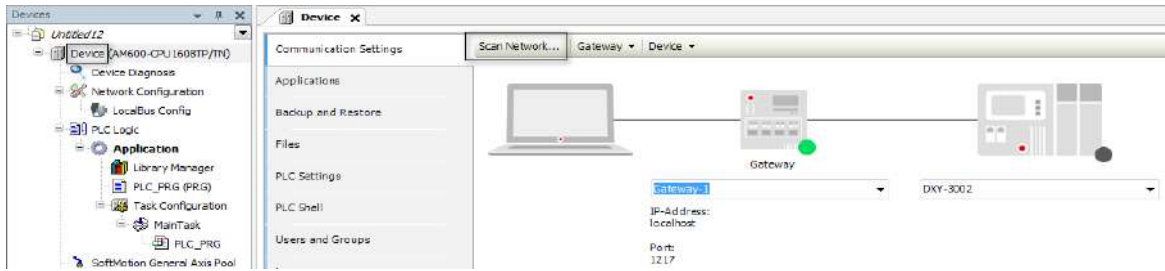 Devices
Untitled12
Device (AM600-CPU1608TP/TN)
Device Diagnosis
Network Configuration
LocalBus Config
PLC Logic
Application
Library Manager
PLC_PRG (PRG)
Task Configuration
MainTask
PLC_PRG
SoftMotion General Axis Pool
Device
Communication Settings
Applications
Backup and Restore
Files
PLC Settings
PLC Shell
Users and Groups
Scan Network... Gateway Device
Gateway
Gateway-1
DXY-3002
IP-Address:
localhost
Port:
1217